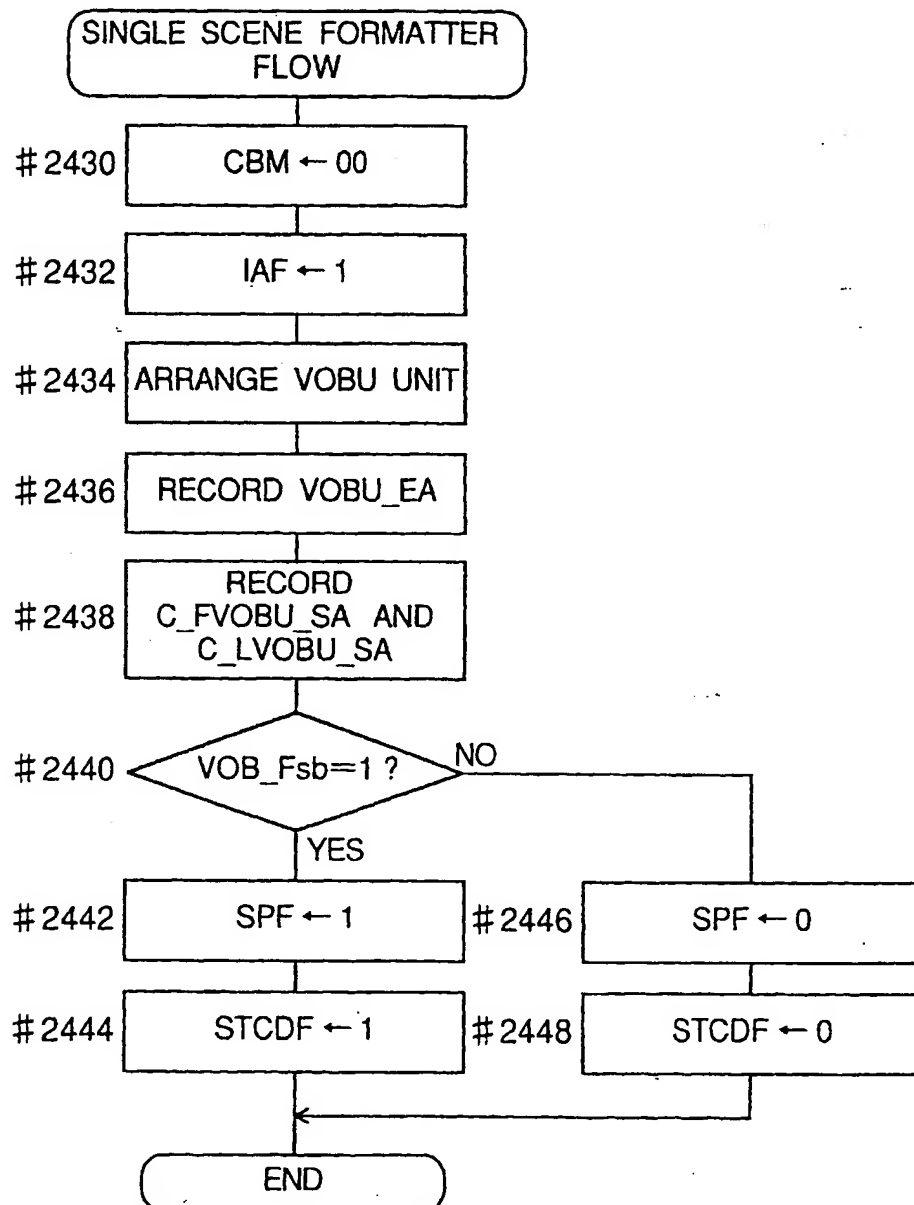 SINGLE SCENE FORMATTER
FLOW
#2430
CBM ← 00
#2432
IAF ← 1
#2434
ARRANGE VOBU UNIT
#2436
RECORD VOBU_EA
#2438
RECORD
C_FVOBU_SA AND
C_LVOBU_SA
#2440
VOB_Fsb=1 ?
NO
YES
#2442
SPF ← 1
#2446
SPF ← 0
#2444
STCDF ← 1
#2448
STCDF ← 0
END